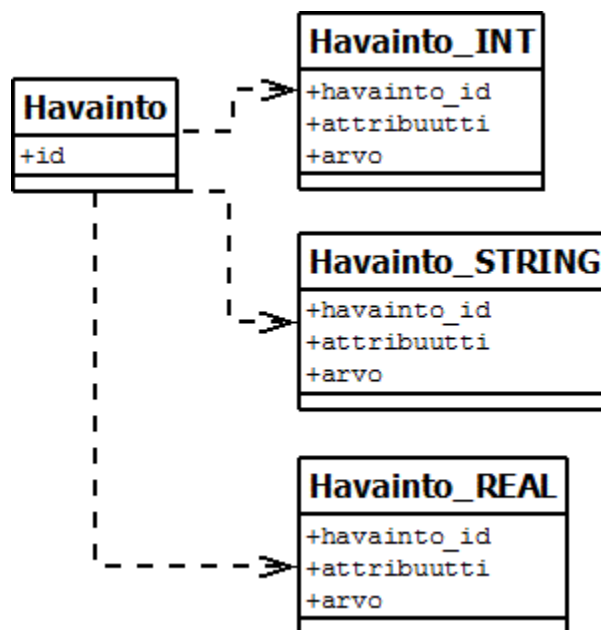 Havainto
+id
Havainto_INT
+havainto_id
+attribuutti
+arvo
Havainto_STRING
+havainto_id
+attribuutti
+arvo
Havainto_REAL
+havainto_id
+attribuutti
+arvo